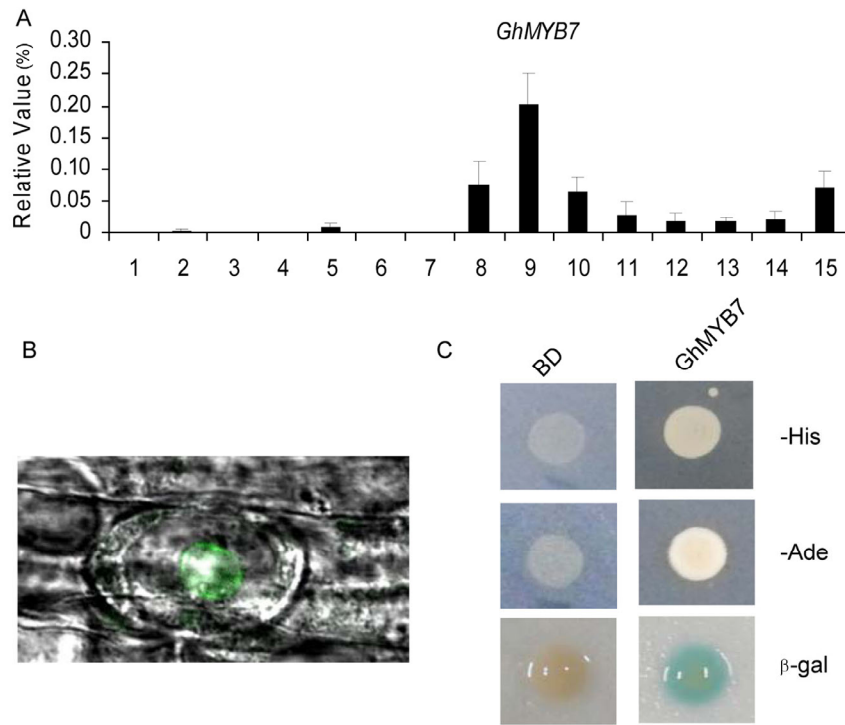 A
GhMYB7
Relative Value (%)
0.30
0.25
0.20
0.15
0.10
0.05
0
1 2 3 4 5 6 7 8 9 10 11 12 13 14 15
B
C
BD
GhMYB7
-His
-Ade
β-gal